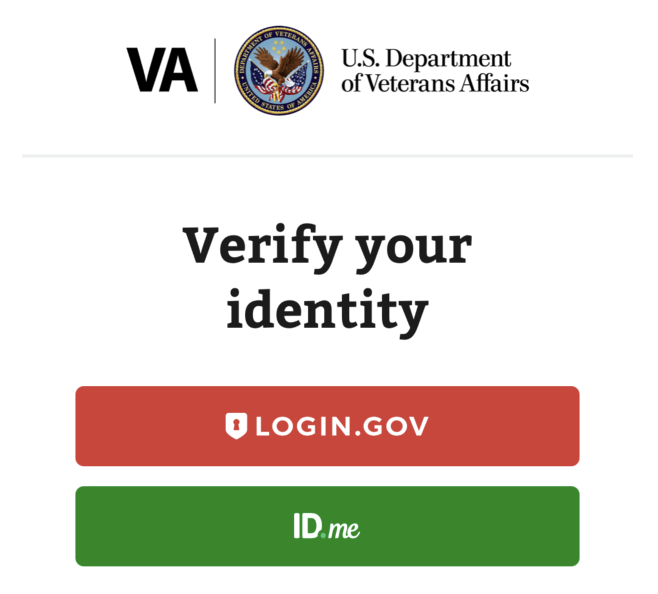 VA
DEPARTMENT OF VETERANS AFFAIRS
UNITED STATES OF AMERICA
U.S. Department
of Veterans Affairs
Verify your
identity
LOGIN.GOV
ID.me